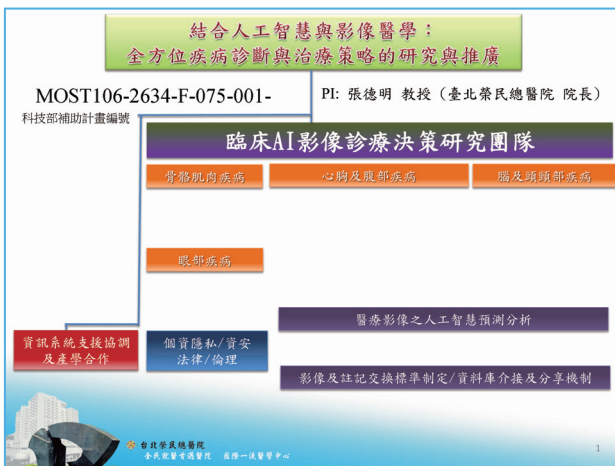 結合人工智慧與影像醫學：
全方位疾病診斷與治療策略的研究與推廣
MOST106-2634-F-075-001-
PI: 張德明 教授（臺北榮民總醫院 院長）
科技部補助計畫編號
臨床AI影像診療決策研究團隊
骨骼肌肉疾病
心胸及腹部疾病
腦及頭頸部疾病
眼部疾病
醫療影像之人工智慧預測分析
資訊系統支援協調
及產學合作
個資隱私/資安
法律/倫理
影像及註記交換標準制定/資料庫介接及分享機制
台北榮民總醫院
全民就醫首選醫院 國際一流醫學中心
1